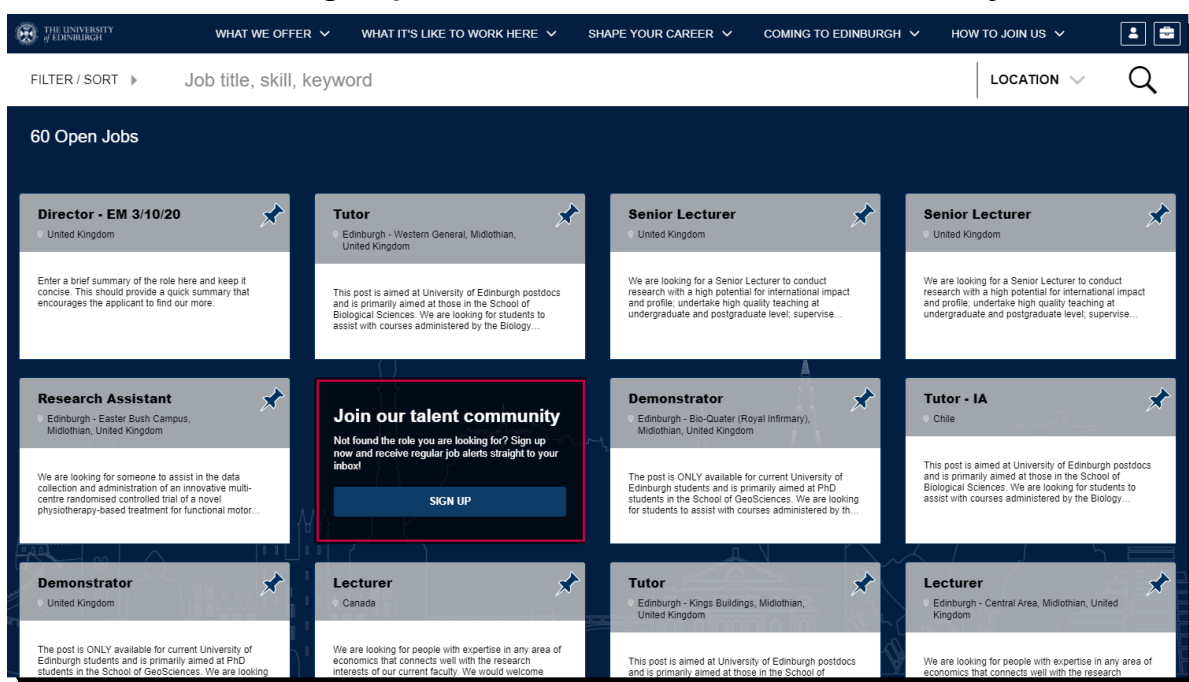 THE UNIVERSITY
of EDINBURGH
WHAT WE OFFER
WHAT IT'S LIKE TO WORK HERE
SHAPE YOUR CAREER
COMING TO EDINBURGH
HOW TO JOIN US
FILTER / SORT
Job title, skill, keyword
LOCATION
60 Open Jobs
Director - EM 3/10/20
United Kingdom
Enter a brief summary of the role here and keep it
concise. This should provide a quick summary that
encourages the applicant to find our more.
Tutor
Edinburgh - Western General, Midlothian,
United Kingdom
This post is aimed at University of Edinburgh postdocs
and is primarily aimed at those in the School of
Biological Sciences. We are looking for students to
assist with courses administered by the Biology…
Senior Lecturer
United Kingdom
We are looking for a Senior Lecturer to conduct
research with a high potential for international impact
and profile; undertake high quality teaching at
undergraduate and postgraduate level; supervise…
Senior Lecturer
United Kingdom
We are looking for a Senior Lecturer to conduct
research with a high potential for international impact
and profile; undertake high quality teaching at
undergraduate and postgraduate level; supervise…
Research Assistant
Edinburgh - Easter Bush Campus,
Midlothian, United Kingdom
We are looking for someone to assist in the data
collection and administration of an innovative multi-
centre randomised controlled trial of a novel
physiotherapy-based treatment for functional motor…
Join our talent community
Not found the role you are looking for? Sign up
now and receive regular job alerts straight to your
inbox!
SIGN UP
Demonstrator
Edinburgh - Bio-Quater (Royal Infirmary),
Midlothian, United Kingdom
The post is ONLY available for current University of
Edinburgh students and is primarily aimed at PhD
students in the School of GeoSciences. We are looking
for students to assist with courses administered by th…
Tutor - IA
Chile
This post is aimed at University of Edinburgh postdocs
and is primarily aimed at those in the School of
Biological Sciences. We are looking for students to
assist with courses administered by the Biology…
Demonstrator
United Kingdom
The post is ONLY available for current University of
Edinburgh students and is primarily aimed at PhD
students in the School of GeoSciences. We are looking
Lecturer
Canada
We are looking for people with expertise in any area of
economics that connects well with the research
interests of our current faculty. We would welcome
Tutor
Edinburgh - Kings Buildings, Midlothian,
United Kingdom
This post is aimed at University of Edinburgh postdocs
and is primarily aimed at those in the School of
Lecturer
Edinburgh - Central Area, Midlothian, United
Kingdom
We are looking for people with expertise in any area of
economics that connects well with the research